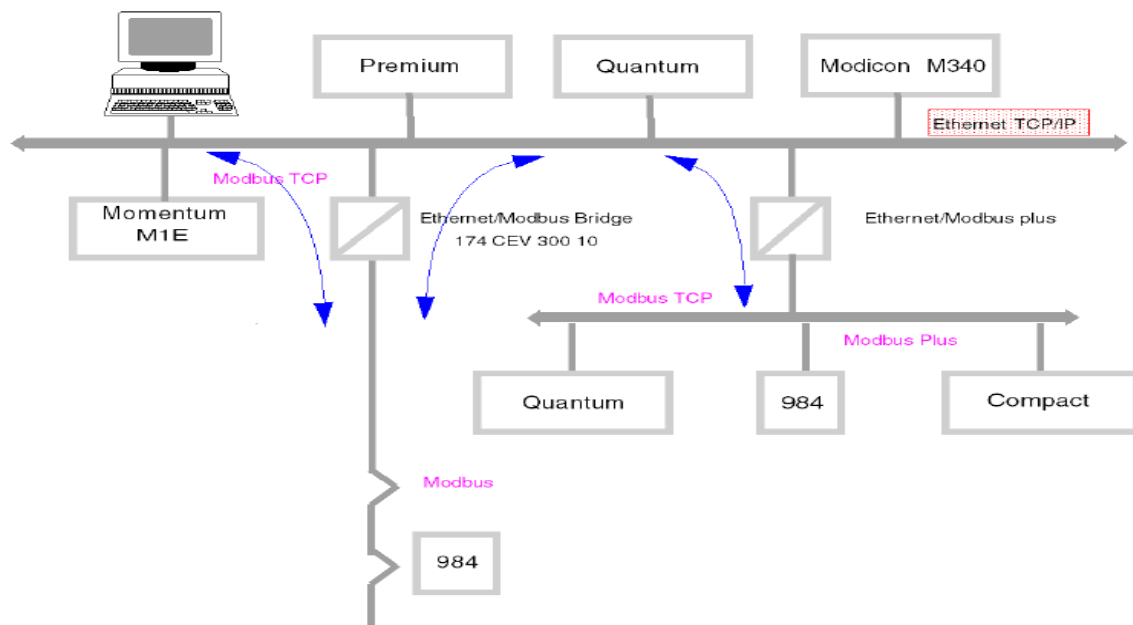 Premium
Quantum
Modicon M340
Ethernet TCP/IP
Modbus TCP
Momentum
M1E
Ethernet/Modbus Bridge
174 CEV 300 10
Ethernet/Modbus plus
Modbus TCP
Modbus Plus
Quantum
984
Compact
Modbus
984